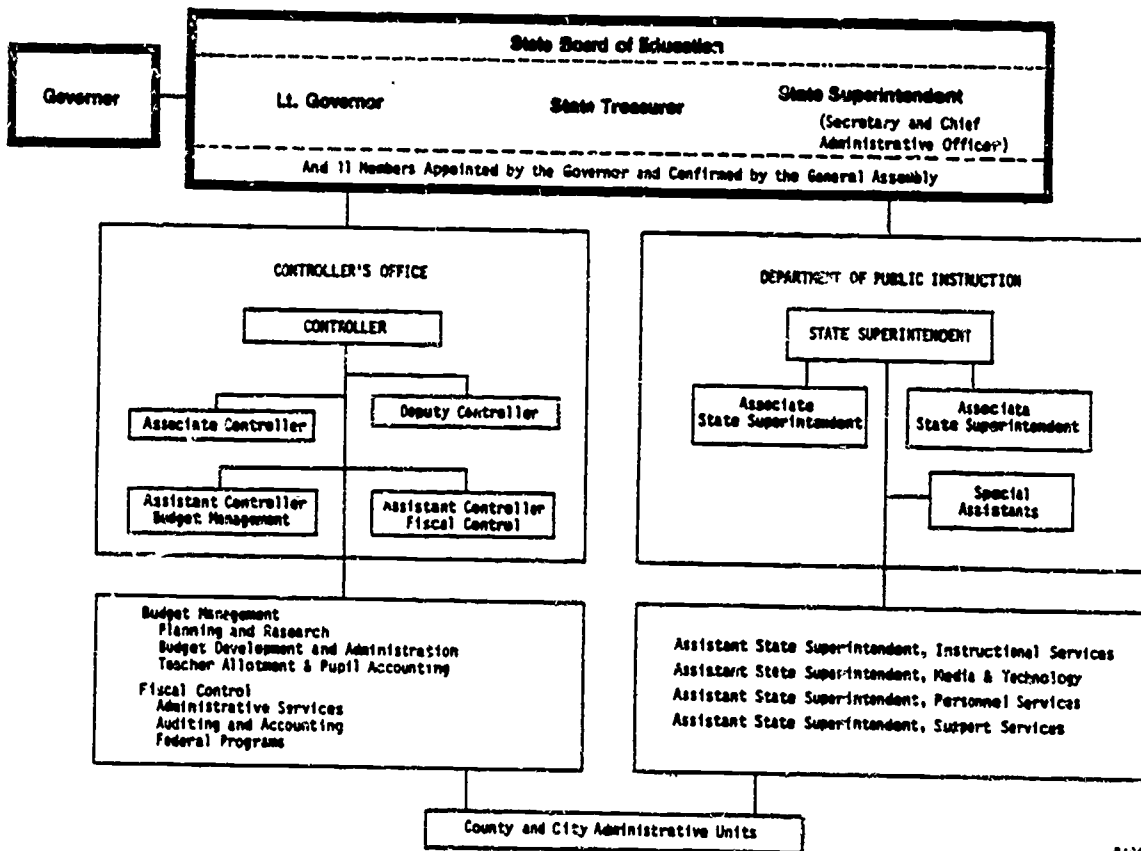 State Board of Education
Governor
Lt. Governor
State Treasurer
State Superintendent
(Secretary and Chief
Administrative Officer)
And 11 Members Appointed by the Governor and Confirmed by the General Assembly
CONTROLLER'S OFFICE
CONTROLLER
Deputy Controller
Associate Controller
Assistant Controller
Budget Management
Assistant Controller
Fiscal Control
DEPARTMENT OF PUBLIC INSTRUCTION
STATE SUPERINTENDENT
Associate
State Superintendent
Associate
State Superintendent
Special
Assistants
Budget Management
Planning and Research
Budget Development and Administration
Teacher Allotment & Pupil Accounting
Fiscal Control
Administrative Services
Auditing and Accounting
Federal Programs
Assistant State Superintendent, Instructional Services
Assistant State Superintendent, Media & Technology
Assistant State Superintendent, Personnel Services
Assistant State Superintendent, Support Services
County and City Administrative Units